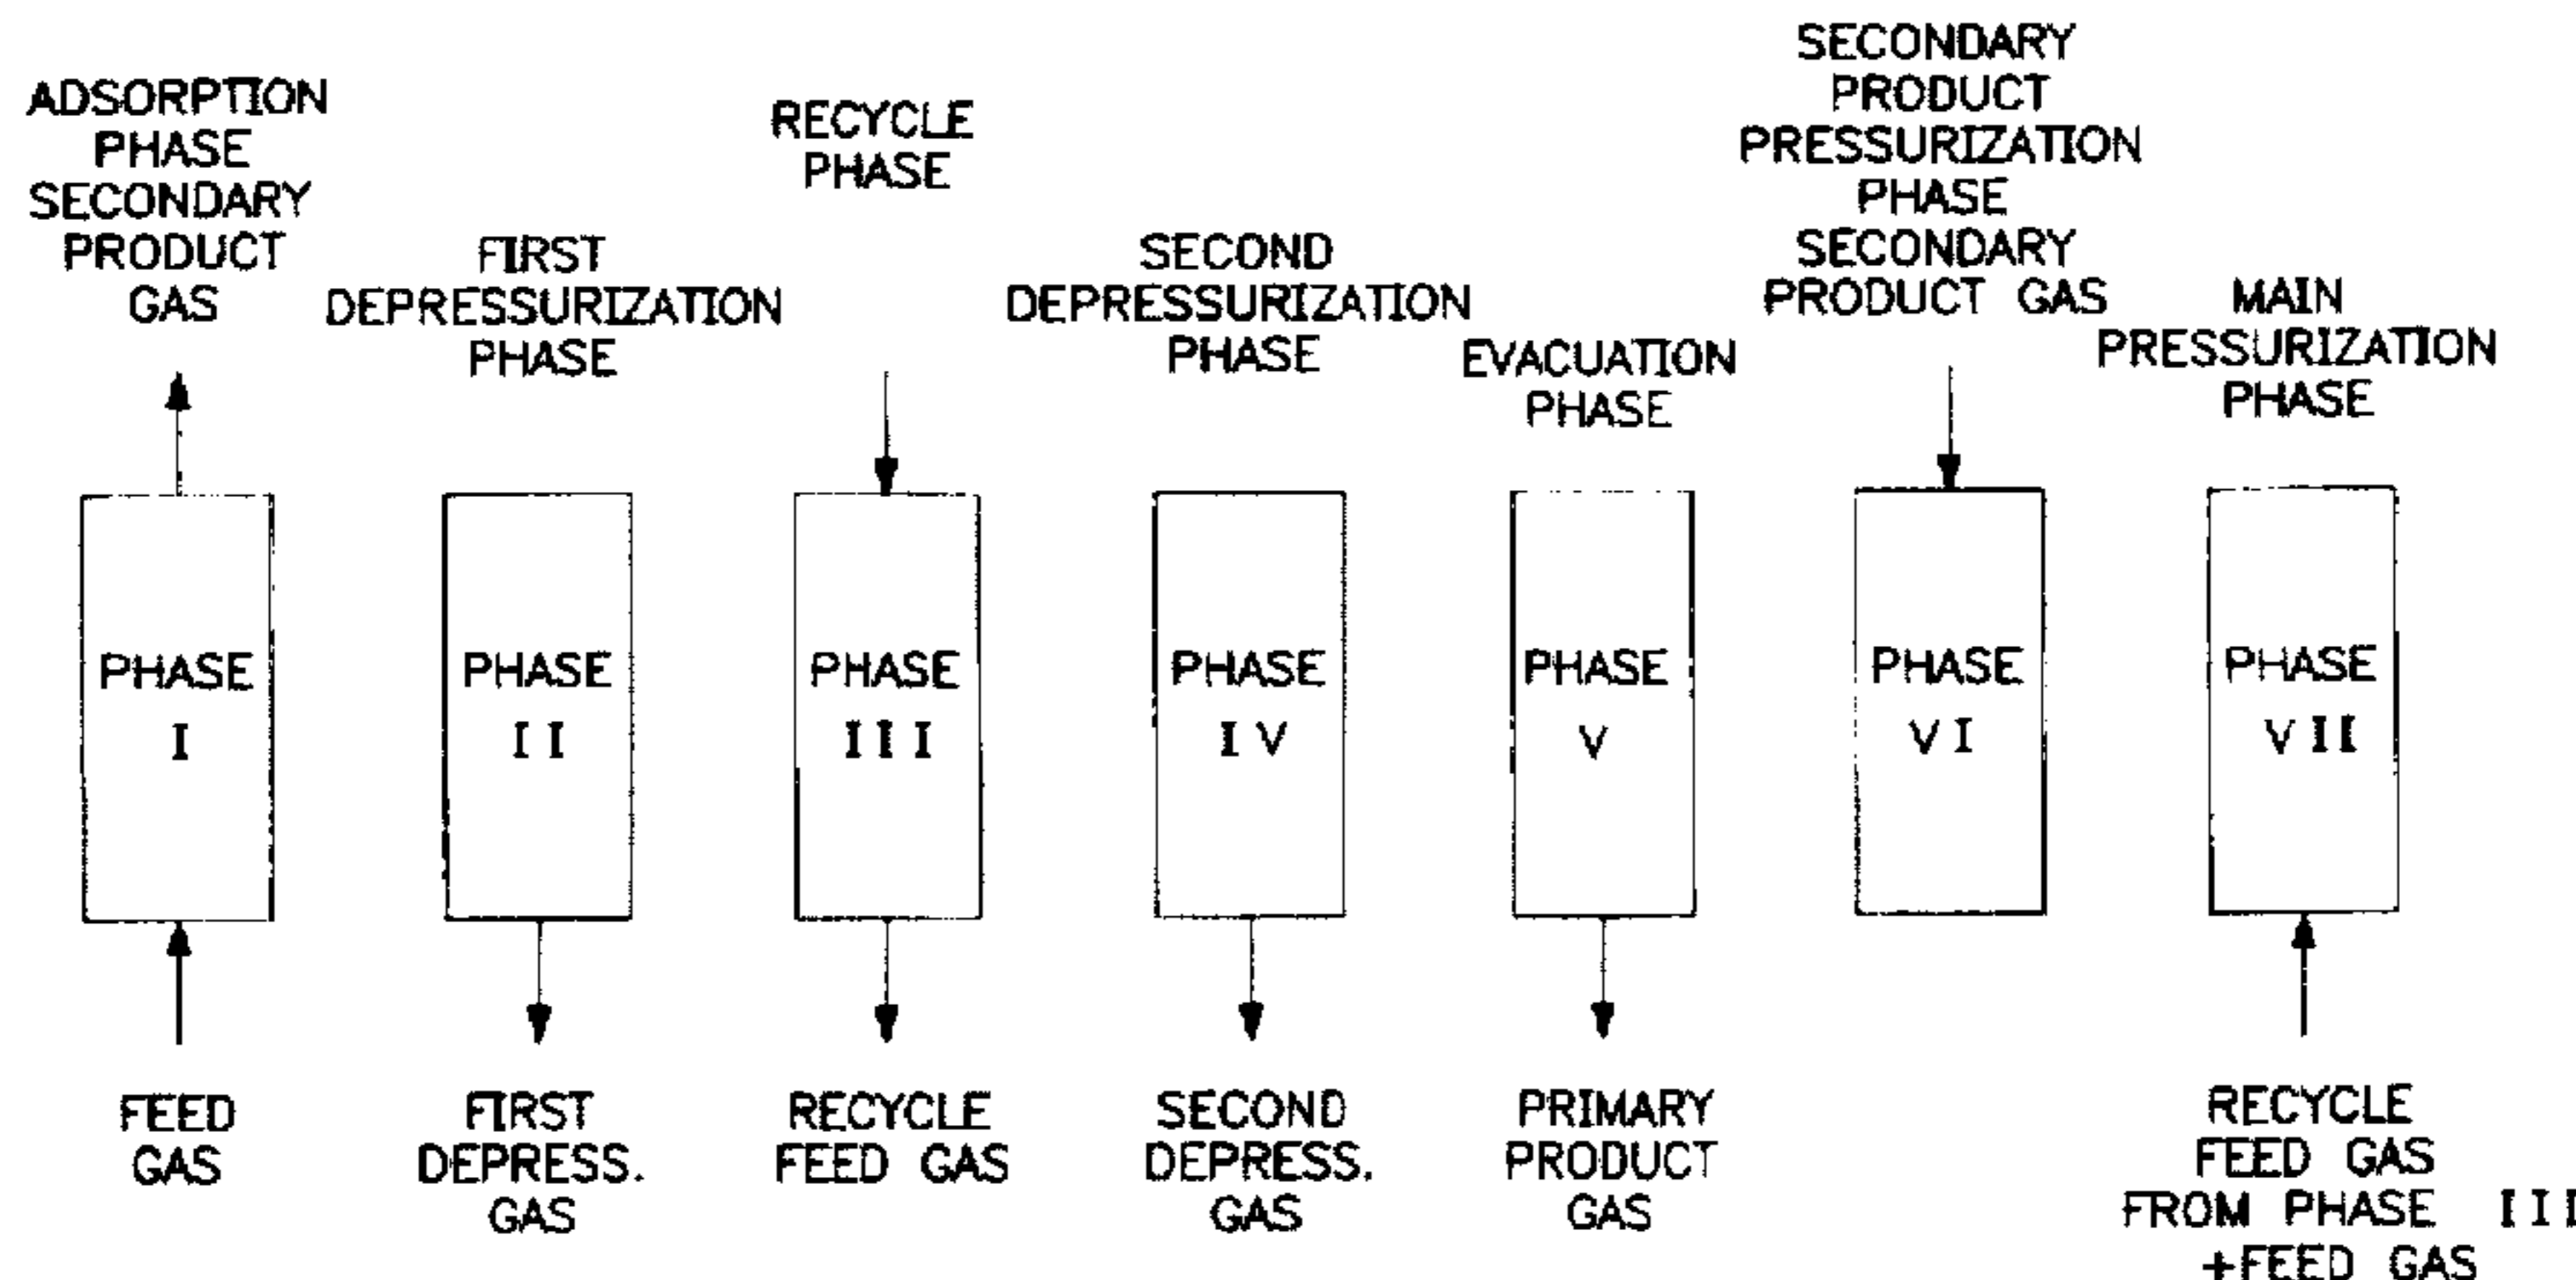 ADSORPTION
PHASE
SECONDARY
PRODUCT
GAS
FIRST
DEPRESSURIZATION
PHASE
RECYCLE
PHASE
SECOND
DEPRESSURIZATION
PHASE
EVACUATION
PHASE
SECONDARY
PRODUCT
PRESSURIZATION
PHASE
SECONDARY
PRODUCT GAS
MAIN
PRESSURIZATION
PHASE
PHASE
I
PHASE
II
PHASE
III
PHASE
IV
PHASE
V
PHASE
VI
PHASE
VII
FEED
GAS
FIRST
DEPRESS.
GAS
RECYCLE
FEED GAS
SECOND
DEPRESS.
GAS
PRIMARY
PRODUCT
GAS
RECYCLE
FEED GAS
FROM PHASE III
+FEED GAS